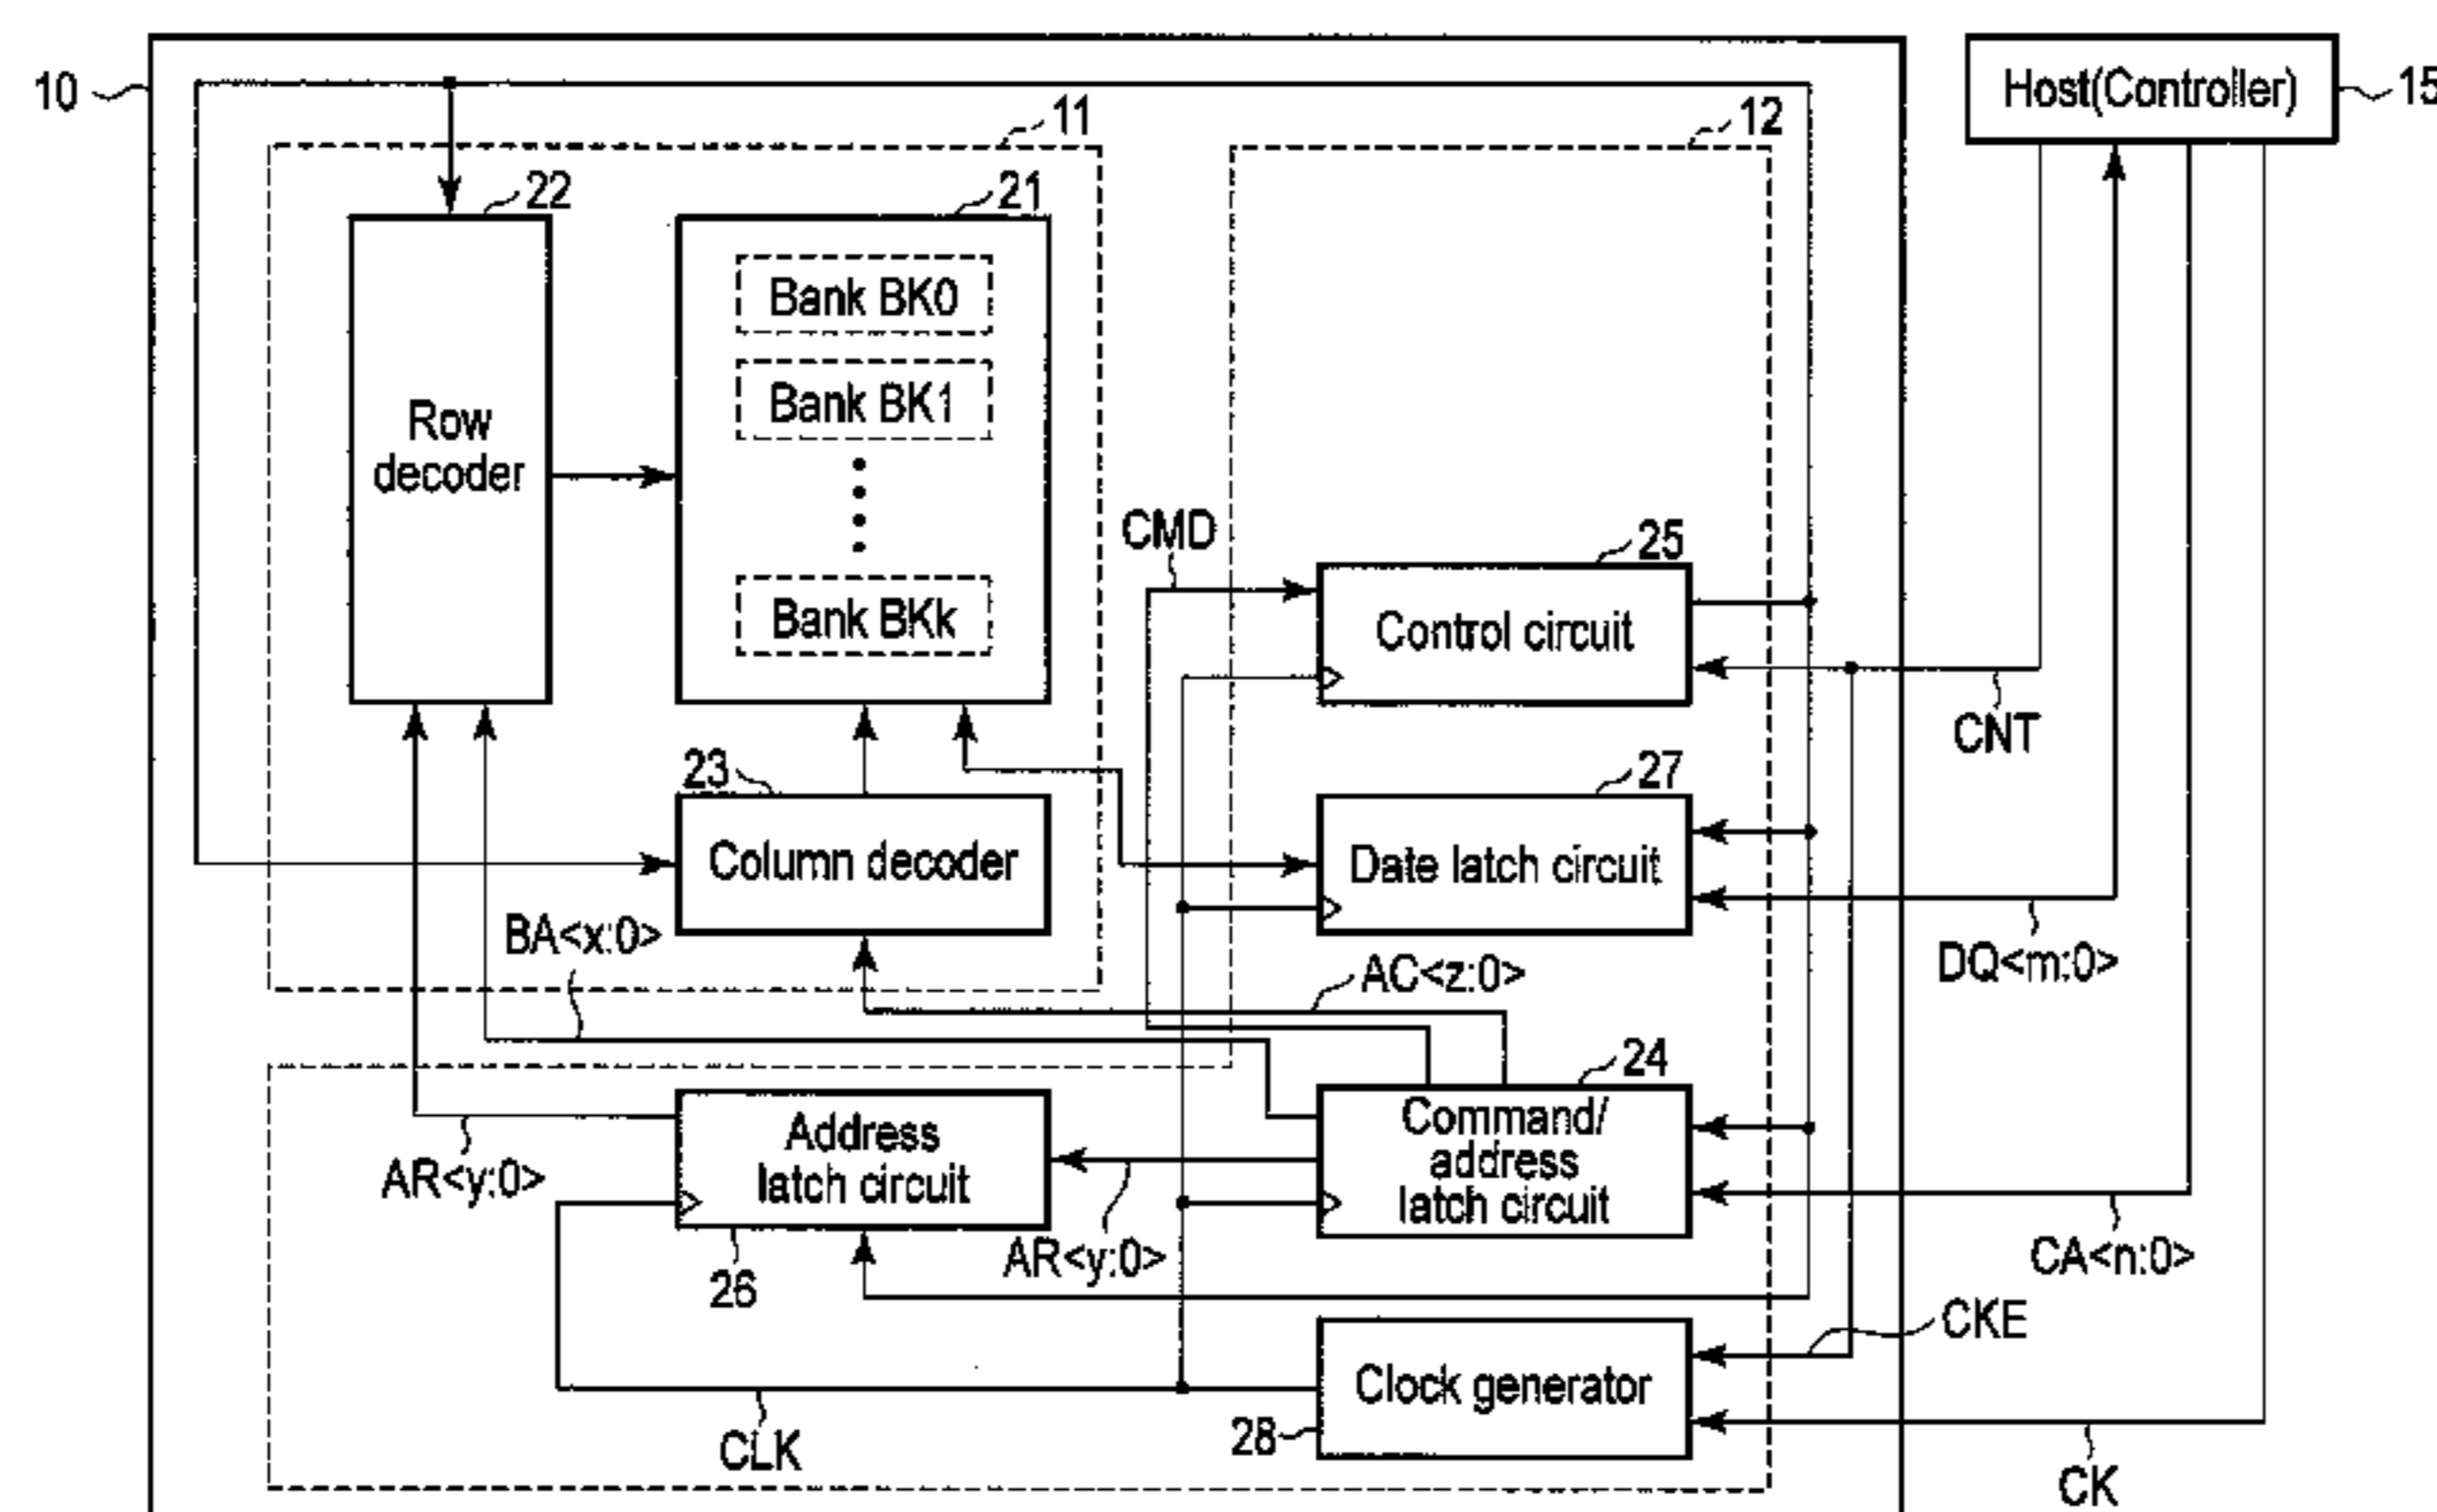 10
Host(Controller)
15
11
12
22
21
Bank BK0
Bank BK1
Row
decoder
Bank BKk
CMD
25
Control circuit
CNT
23
27
Column decoder
Date latch circuit
BA<x:0>
AC<z:0>
DQ<m:0>
24
Command/
address
latch circuit
Address
latch circuit
AR<y:0>
AR<y:0>
26
CA<n:0>
CKE
Clock generator
28
CLK
CK